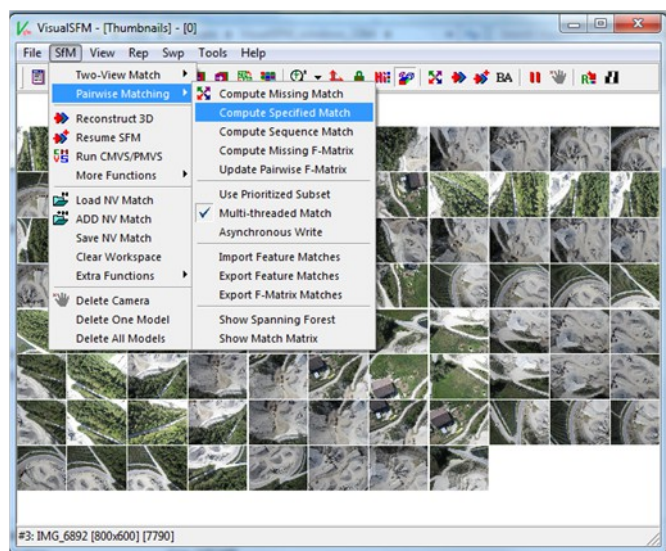 VisualSFM - [Thumbnails] - [0]
File SfM View Rep Swp Tools Help
BA
Two-View Match
Pairwise Matching
Reconstruct 3D
Resume SFM
Run CMVS/PMVS
More Functions
Load NV Match
ADD NV Match
Save NV Match
Clear Workspace
Extra Functions
Delete Camera
Delete One Model
Delete All Models
Compute Missing Match
Compute Specified Match
Compute Sequence Match
Compute Missing F-Matrix
Update Pairwise F-Matrix
Use Prioritized Subset
Multi-threaded Match
Asynchronous Write
Import Feature Matches
Export Feature Matches
Export F-Matrix Matches
Show Spanning Forest
Show Match Matrix
#3: IMG_6892 [800x600] [7790]